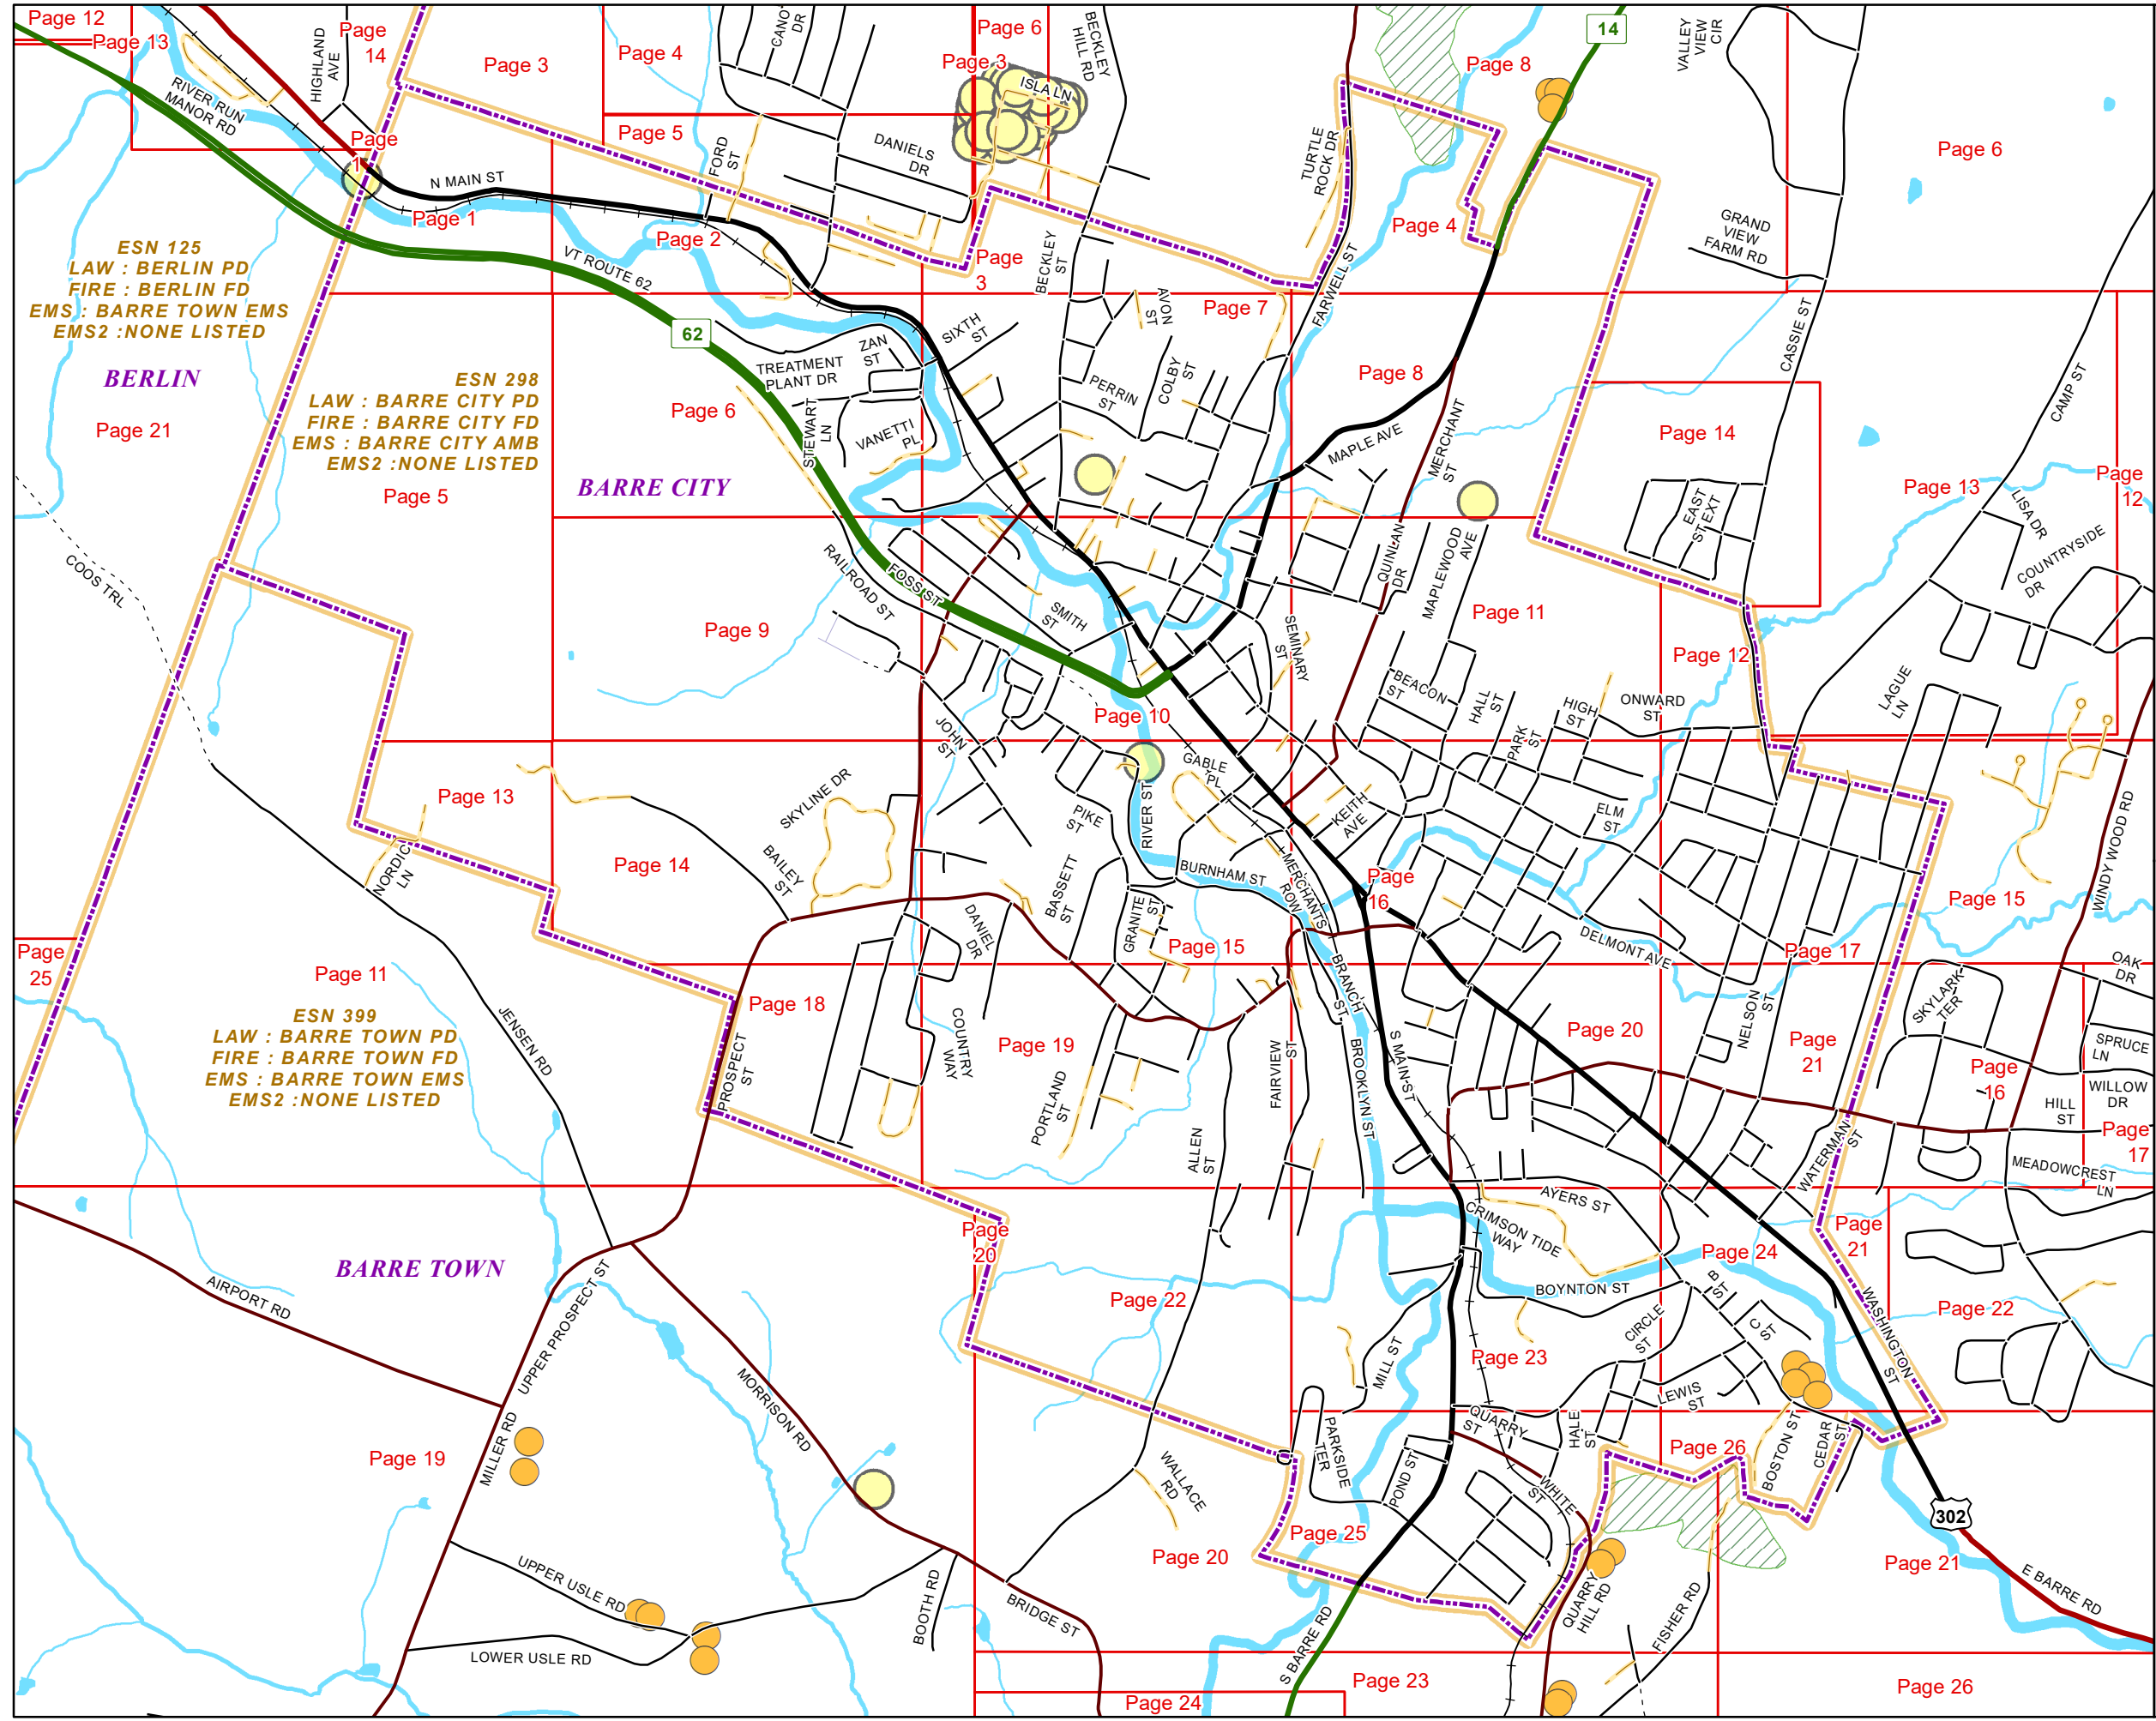 Page 12
Page 13
HIGHLAND
AVE
Page
14
Page 3
Page 4
CANO
DR
Page 6
Page 3
BECKLEY
HILL RD
ISLA LN
Page 8
14
VALLEY
VIEW
CIR
RIVER RUN
MANOR RD
Page
1
Page 5
FORD
ST
DANIELS
DR
TURTLE
ROCK DR
Page 6
N MAIN ST
Page 1
Page 2
Page 4
GRAND
VIEW
FARM RD
ESN 125
LAW : BERLIN PD
FIRE : BERLIN FD
EMS : BARRE TOWN EMS
EMS2 :NONE LISTED
VT ROUTE 62
BECKLEY
ST
Page
3
AVON
ST
Page 7
FARWELL ST
62
SIXTH
ST
ZAN
ST
TREATMENT
PLANT DR
CASSIE ST
BERLIN
ESN 298
LAW : BARRE CITY PD
FIRE : BARRE CITY FD
EMS : BARRE CITY AMB
EMS2 :NONE LISTED
Page 21
Page 5
Page 6
STEWART
LN
VANETTI
PL
PERRIN
ST
COLBY
ST
Page 8
MAPLE AVE
MERCHANT
ST
Page 14
CAMP ST
BARRE CITY
EAST
ST EXT
Page 13
LISA DR
Page
12
COUNTRYSIDE
DR
COOS TRL
RAILROAD ST
FOSS ST
SMITH
ST
QUINLAN
DR
MAPLEWOOD
AVE
Page 11
Page 9
SEMINARY
ST
Page 12
BEACON
ST
HALL
ST
PARK
ST
HIGH
ST
ONWARD
ST
LAGUE
LN
Page 10
JOHN
ST
GABLE
PL
Page 13
SKYLINE DR
PIKE
ST
RIVER ST
KEITH
AVE
ELM
ST
WINDY WOOD RD
NORDIC
LN
Page 14
BAILEY
ST
BASSETT
ST
BURNHAM ST
MERCHANTS
ROW
Page
16
Page 15
DANIEL
DR
GRANITE
ST
Page 15
DELMONT AVE
Page 17
Page
25
Page 11
Page 18
BRANCH
ST
OAK
DR
ESN 399
LAW : BARRE TOWN PD
FIRE : BARRE TOWN FD
EMS : BARRE TOWN EMS
EMS2 :NONE LISTED
JENSEN RD
PROSPECT
ST
COUNTRY
WAY
Page 19
PORTLAND
ST
FAIRVIEW
ST
BROOKLYN ST
S MAIN ST
Page 20
NELSON
ST
Page
21
SKYLARK
TER
Page
16
SPRUCE
LN
WILLOW
DR
HILL
ST
Page
17
ALLEN
ST
WATERMAN
ST
MEADOWCREST
LN
AYERS ST
CRIMSON TIDE
WAY
Page
20
Page 24
Page
21
BARRE TOWN
AIRPORT RD
UPPER PROSPECT ST
Page 22
BOYNTON ST
B
ST
C
ST
CIRCLE
ST
WASHINGTON
ST
Page 22
MORRISON RD
MILL ST
Page 23
LEWIS
ST
Page 19
MILLER RD
WALLACE
RD
PARKSIDE
TER
QUARRY
ST
HALE
ST
Page 26
BOSTON ST
CEDAR
ST
POND ST
WHITE
ST
302
UPPER USLE RD
Page 20
Page 25
QUARRY
HILL RD
FISHER RD
Page 21
E BARRE RD
BOOTH RD
BRIDGE ST
LOWER USLE RD
S BARRE RD
Page 23
Page 24
Page 26